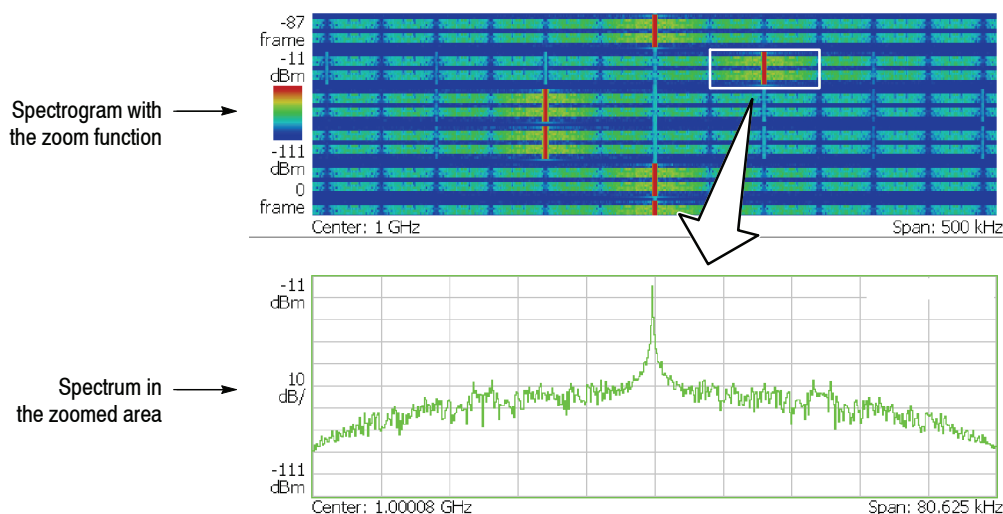 -87
frame
-11
dBm
Spectrogram with
the zoom function
-111
dBm
0
frame
Center: 1 GHz
Span: 500 kHz
-11
dBm
10
dB/
Spectrum in
the zoomed area
-111
dBm
Center: 1.00008 GHz
Span: 80.625 kHz